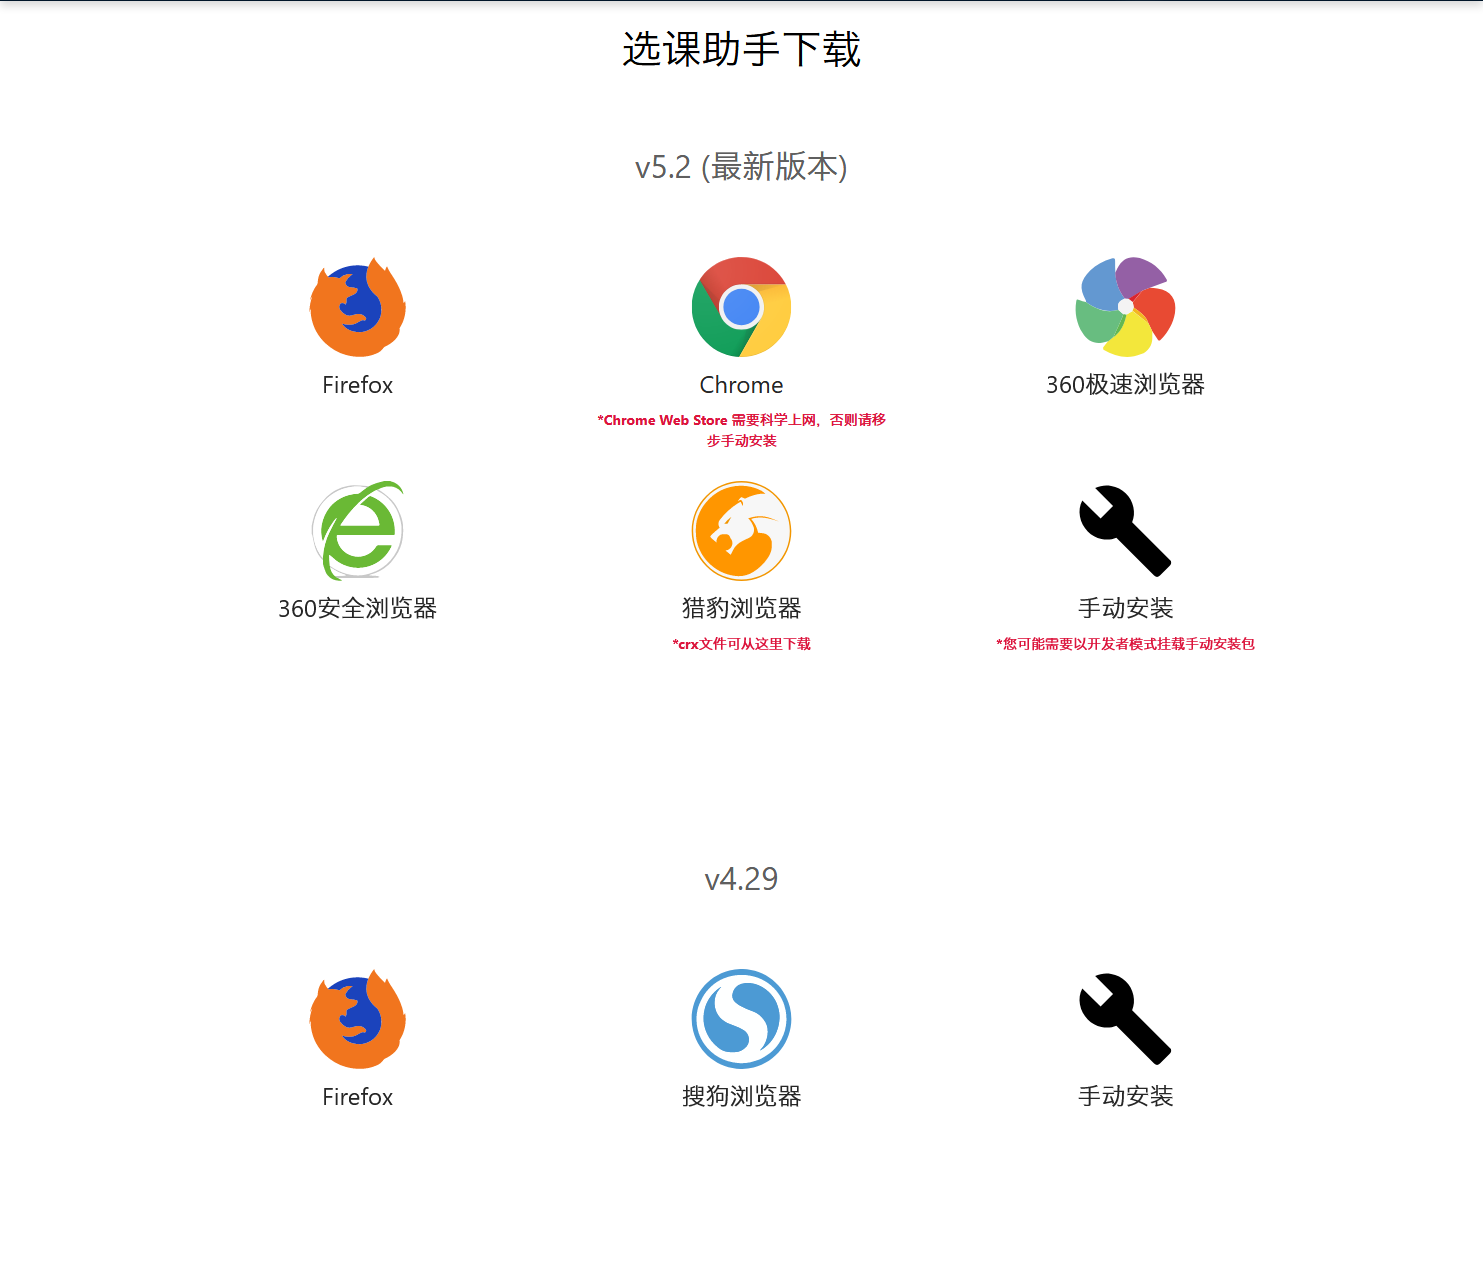 选课助手下载
v5.2 (最新版本)
Firefox
Chrome
360极速浏览器
*Chrome Web Store 需要科学上网，否则请移
步手动安装
360安全浏览器
猎豹浏览器
手动安装
*crx文件可从这里下载
*您可能需要以开发者模式挂载手动安装包
v4.29
Firefox
搜狗浏览器
手动安装